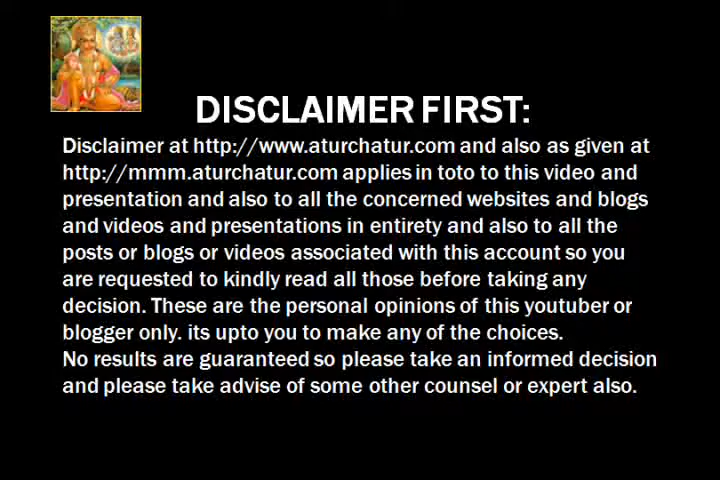 DISCLAIMER FIRST:
Disclaimer at http://www.aturchatur.com and also as given at
http://mmm.aturchatur.com applies in toto to this video and
presentation and also to all the concerned websites and blogs
and videos and presentations in entirety and also to all the
posts or blogs or videos associated with this account so you
are requested to kindly read all those before taking any
decision. These are the personal opinions of this youtuber or
blogger only. its upto you to make any of the choices.
No results are guaranteed so please take an informed decision
and please take advise of some other counsel or expert also.